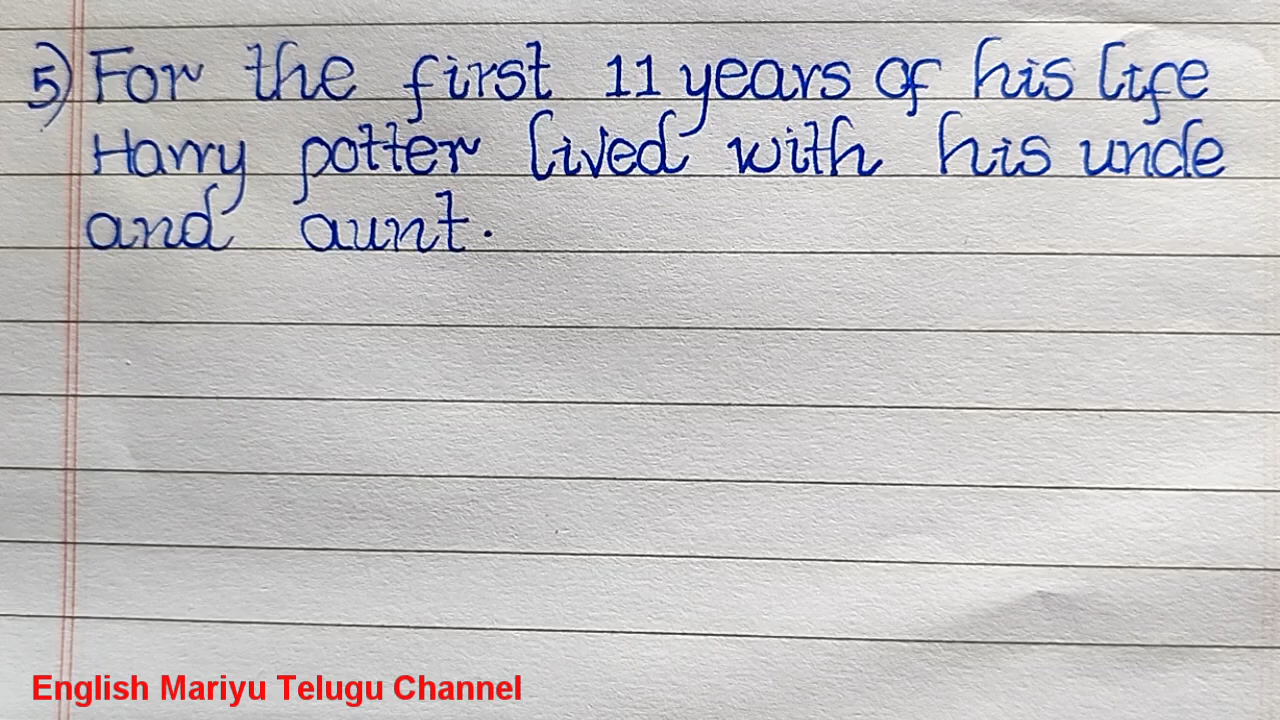 5) For the first 11 years of his life
Harry potter lived with his uncle
and aunt.
English Mariyu Telugu Channel